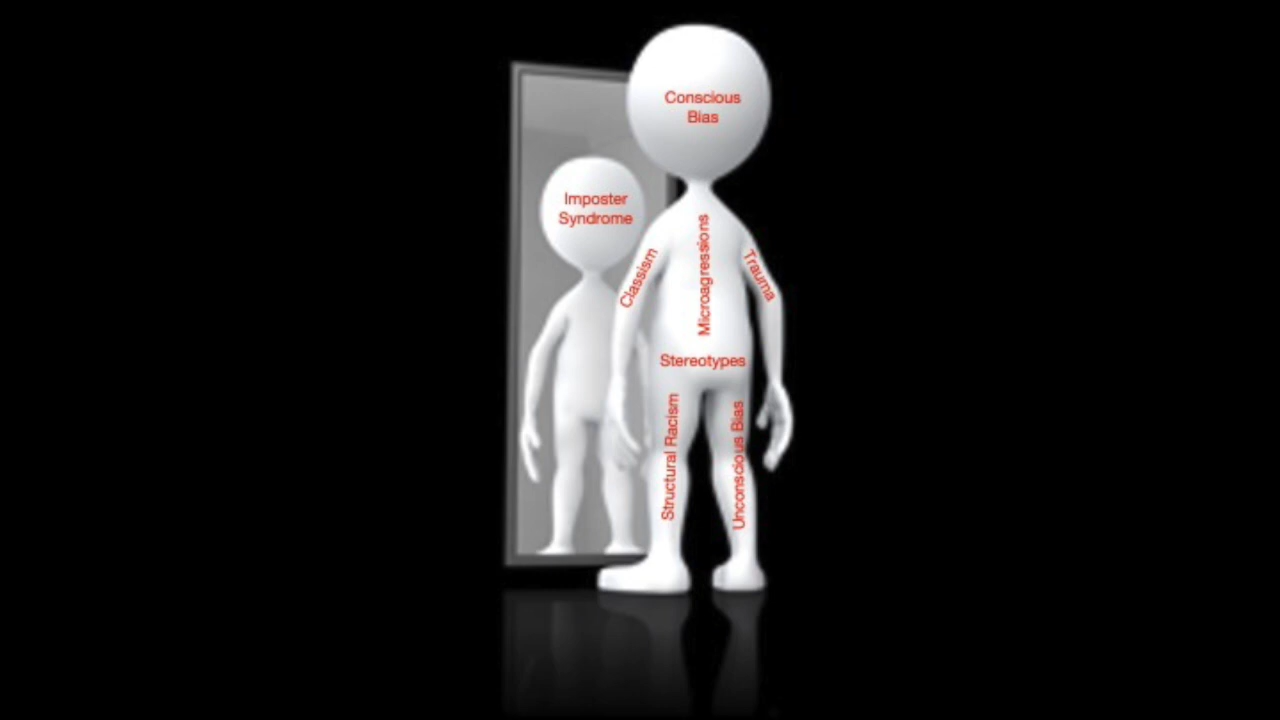 Conscious
Bias
Imposter
Syndrome
Classism
Microagressions
Trauma
Stereotypes
Structural Racism
Unconscious Bias